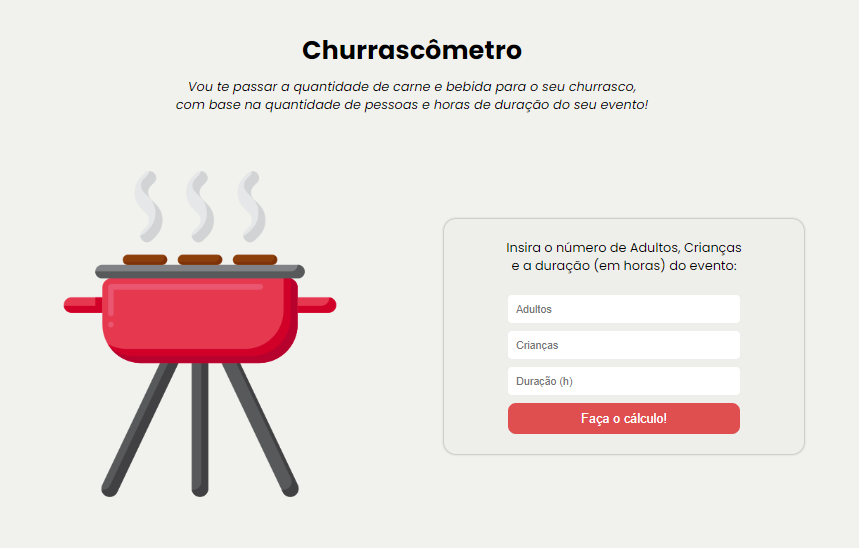 Churrascômetro
Vou te passar a quantidade de carne e bebida para o seu churrasco,
com base na quantidade de pessoas e horas de duração do seu evento!
Insira o número de Adultos, Crianças
e a duração (em horas) do evento:
Adultos
Crianças
Duração (h)
Faça o cálculo!